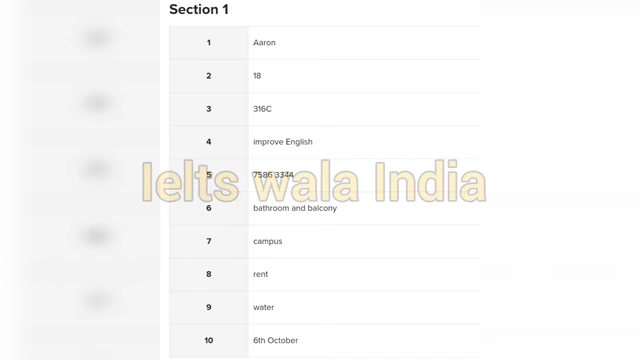 Section 1
1 Aaron
2 18
3 316C
4 improve English
5 7586 3344
Ielts wala India
6 bathroom and balcony
7 campus
8 rent
9 water
10 6th October